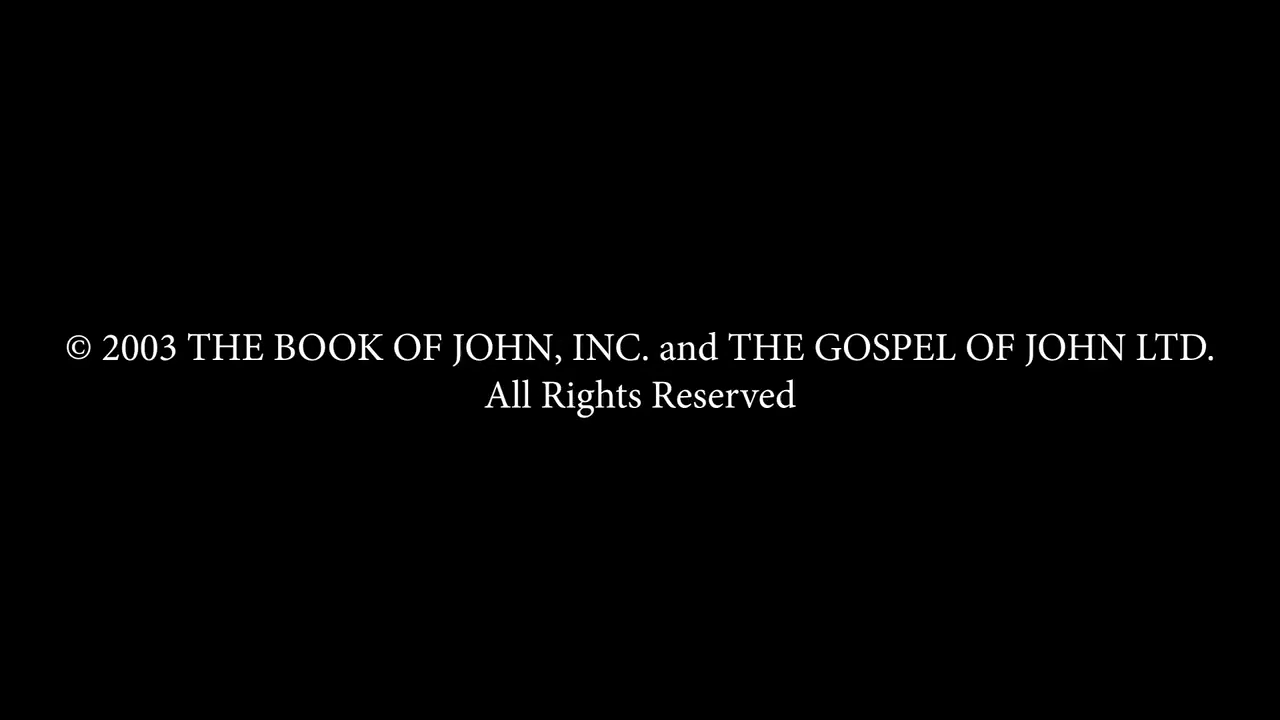 © 2003 THE BOOK OF JOHN, INC. and THE GOSPEL OF JOHN LTD.
All Rights Reserved